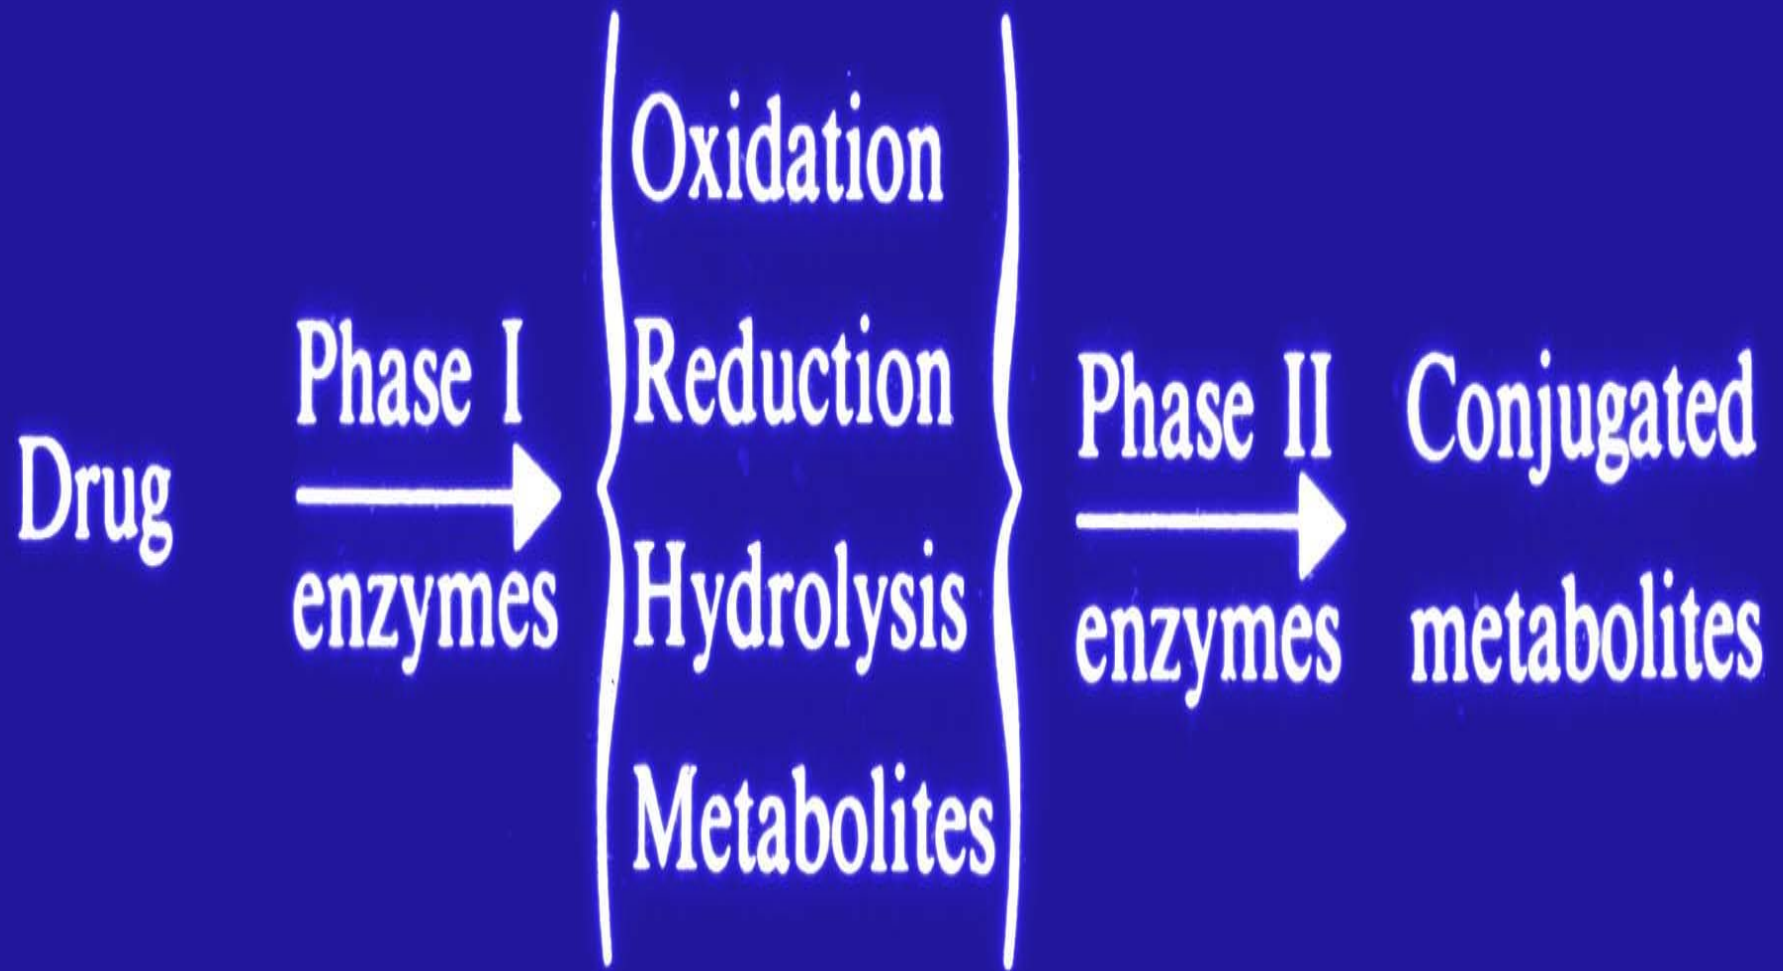 Drug
Phase I
enzymes
Oxidation
Reduction
Hydrolysis
Metabolites
Phase II
enzymes
Conjugated
metabolites